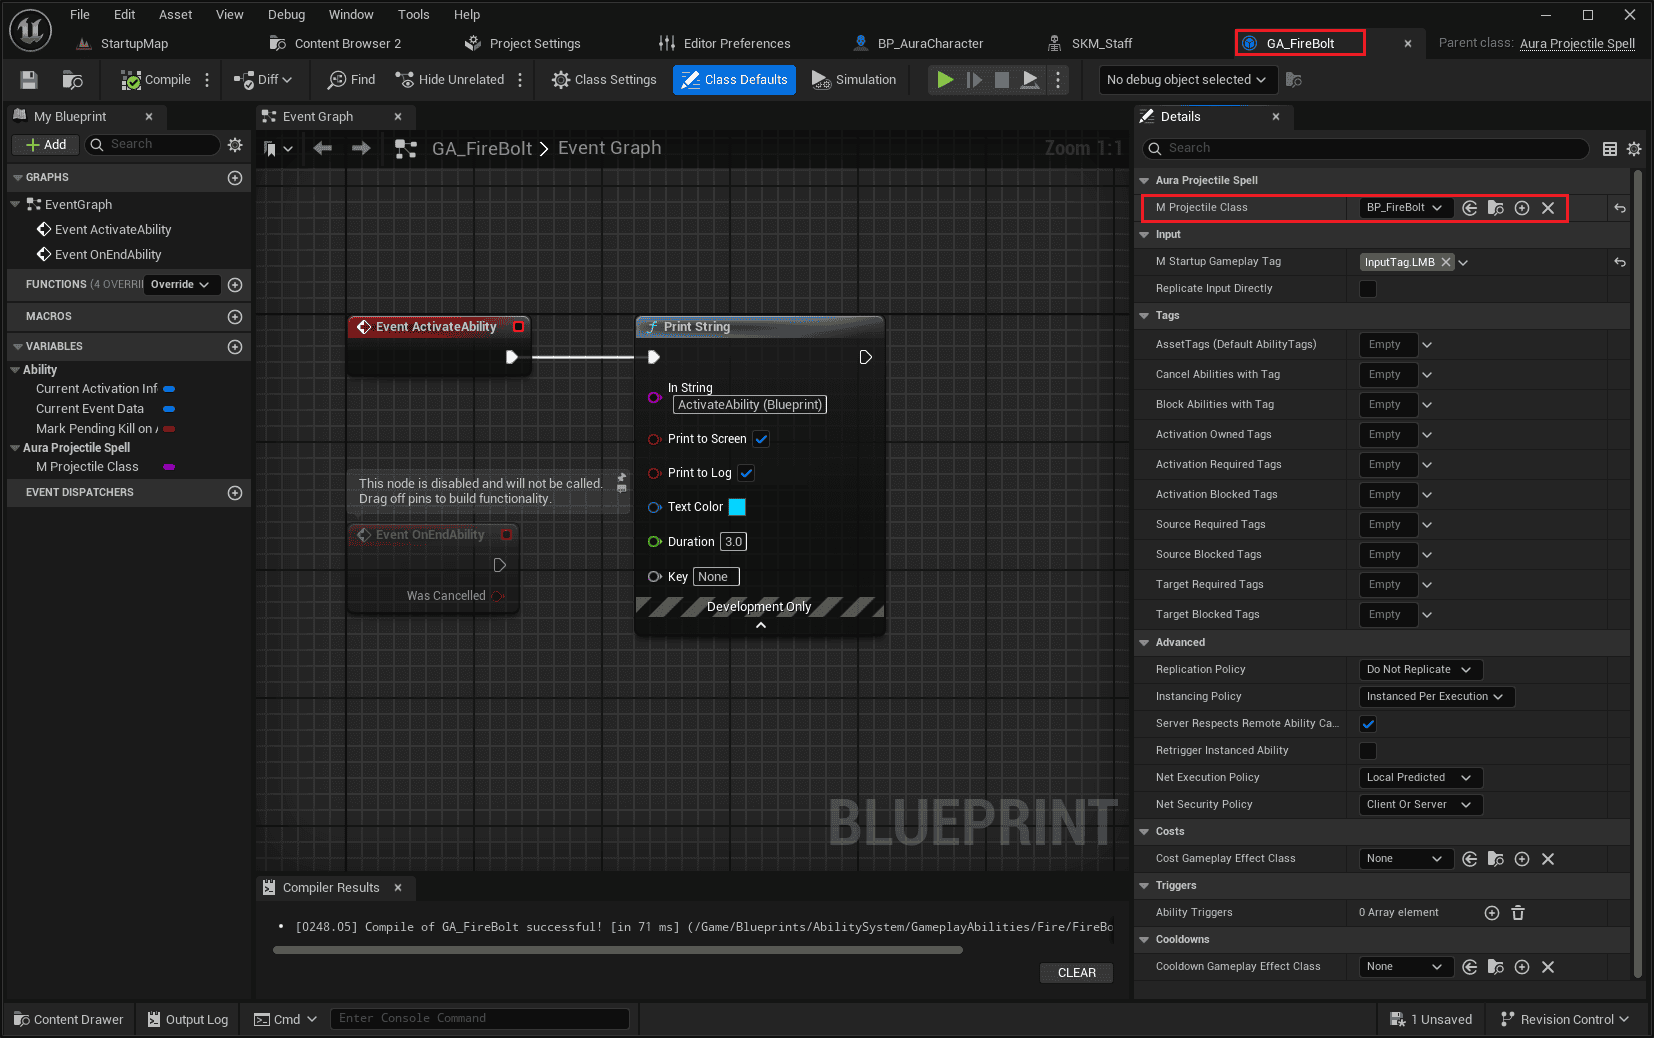 File Edit Asset View Debug Window Tools Help
StartupMap Content Browser 2 Project Settings Editor Preferences BP_AuraCharacter SKM_Staff GA_FireBolt Parent class: Aura Projectile Spell
Compile Diff Find Hide Unrelated Class Settings Class Defaults Simulation No debug object selected
My Blueprint
Add Search
GRAPHS
EventGraph
Event ActivateAbility
Event OnEndAbility
FUNCTIONS (4 OVERRI Override
MACROS
VARIABLES
Ability
Current Activation Inf
Current Event Data
Mark Pending Kill on A
Aura Projectile Spell
M Projectile Class
EVENT DISPATCHERS
Event Graph
GA_FireBolt > Event Graph Zoom 1:1
Event ActivateAbility
Print String
In String
ActivateAbility (Blueprint)
Print to Screen
Print to Log
Text Color
Duration 3.0
Key None
Development Only
This node is disabled and will not be called.
Drag off pins to build functionality.
Event OnEndAbility
Was Cancelled
BLUEPRINT
Compiler Results
• [0248.05] Compile of GA_FireBolt successful! [in 71 ms] (/Game/Blueprints/AbilitySystem/GameplayAbilities/Fire/FireBo
CLEAR
Details
Search
Aura Projectile Spell
M Projectile Class BP_FireBolt
Input
M Startup Gameplay Tag InputTag.LMB
Replicate Input Directly
Tags
AssetTags (Default AbilityTags) Empty
Cancel Abilities with Tag Empty
Block Abilities with Tag Empty
Activation Owned Tags Empty
Activation Required Tags Empty
Activation Blocked Tags Empty
Source Required Tags Empty
Source Blocked Tags Empty
Target Required Tags Empty
Target Blocked Tags Empty
Advanced
Replication Policy Do Not Replicate
Instancing Policy Instanced Per Execution
Server Respects Remote Ability Ca...
Retrigger Instanced Ability
Net Execution Policy Local Predicted
Net Security Policy Client Or Server
Costs
Cost Gameplay Effect Class None
Triggers
Ability Triggers 0 Array element
Cooldowns
Cooldown Gameplay Effect Class None
Content Drawer Output Log Cmd Enter Console Command 1 Unsaved Revision Control